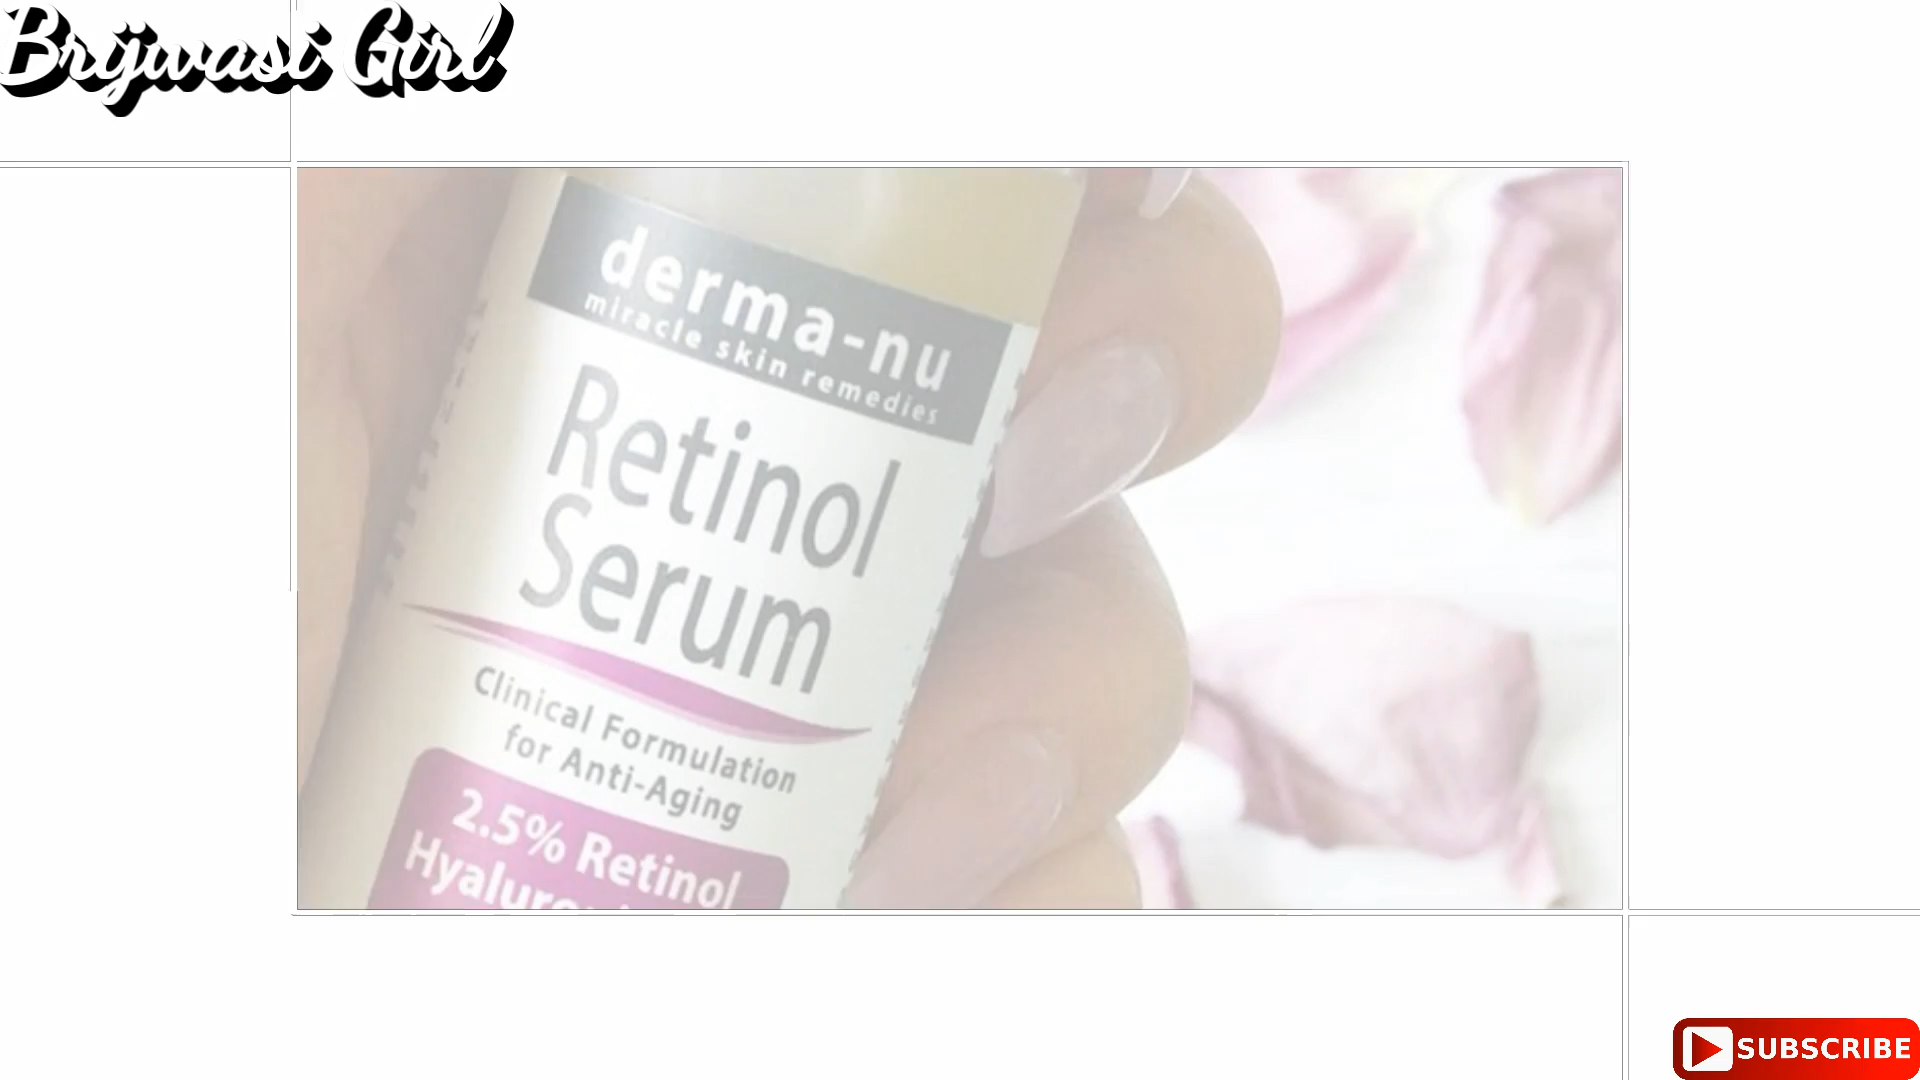 Brijwasi Girl
derma-nu
miracle skin remedies
Retinol
Serum
Clinical Formulation
for Anti-Aging
2.5% Retinol
SUBSCRIBE